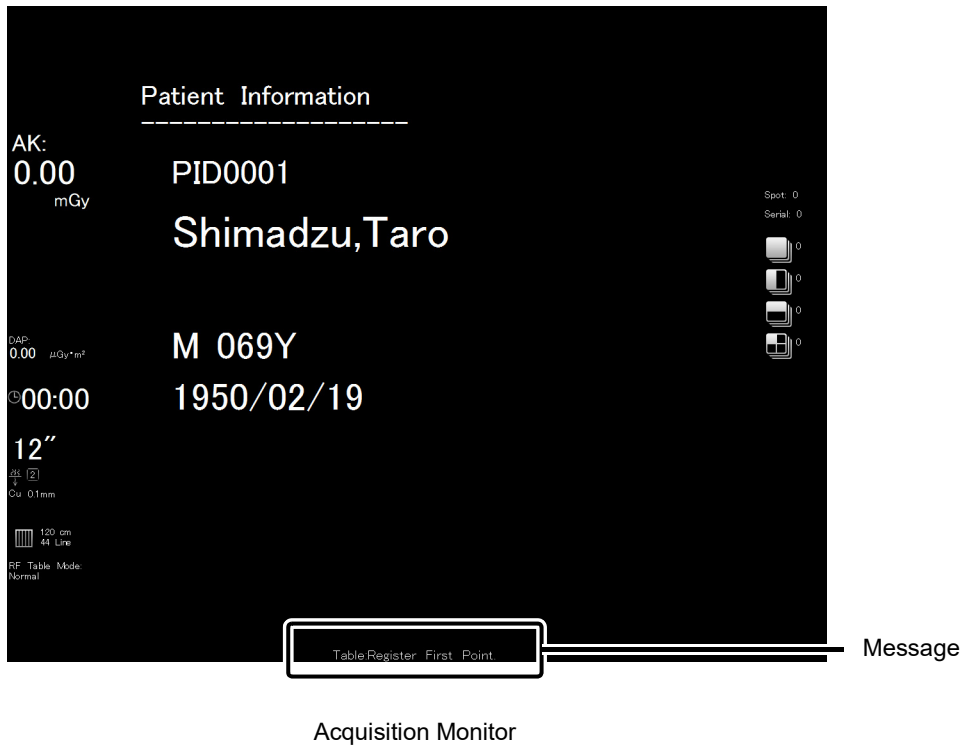 Patient Information
-------------------
AK:
0.00
mGy
PID0001
Shimadzu,Taro
Spot: 0
Serial: 0
0
0
0
0
DAP:
0.00 μGy•m²
M 069Y
00:00
1950/02/19
12″
2
Cu 0.1mm
120 cm
44 Line
RF Table Mode:
Normal
Table:Register First Point.
Message
Acquisition Monitor